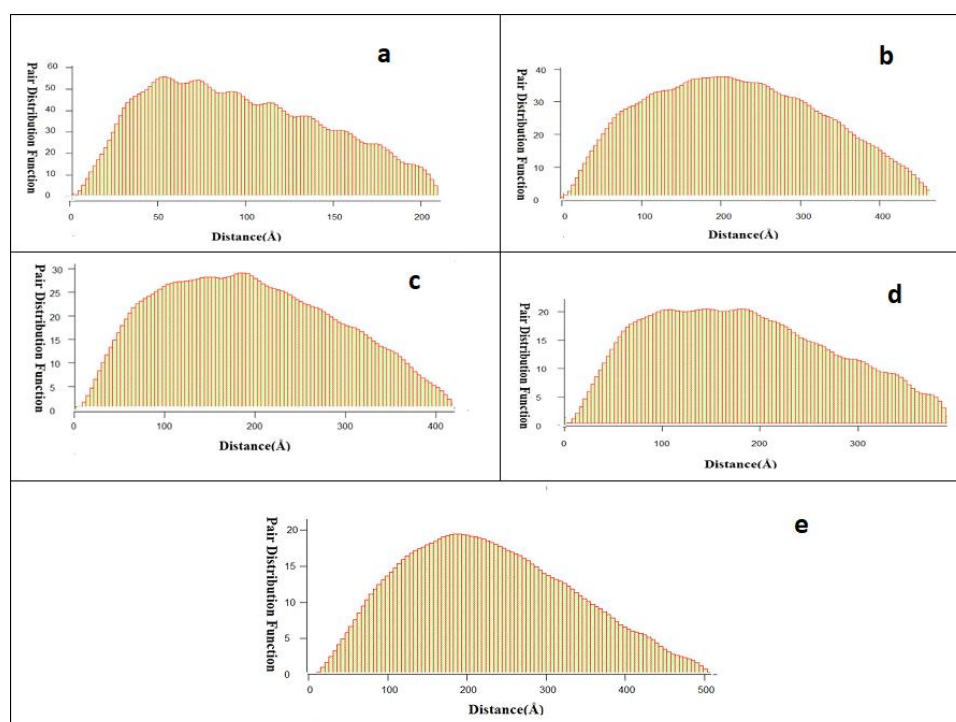 a
Pair Distribution Function
60
50
40
30
20
10
0
0 50 100 150 200
Distance(Å)
b
Pair Distribution Function
40
30
20
10
0
0 100 200 300 400
Distance(Å)
c
Pair Distribution Function
30
25
20
15
10
5
0
0 100 200 300 400
Distance(Å)
d
Pair Distribution Function
20
15
10
5
0
0 100 200 300
Distance(Å)
e
Pair Distribution Function
20
15
10
5
0
0 100 200 300 400 500
Distance(Å)